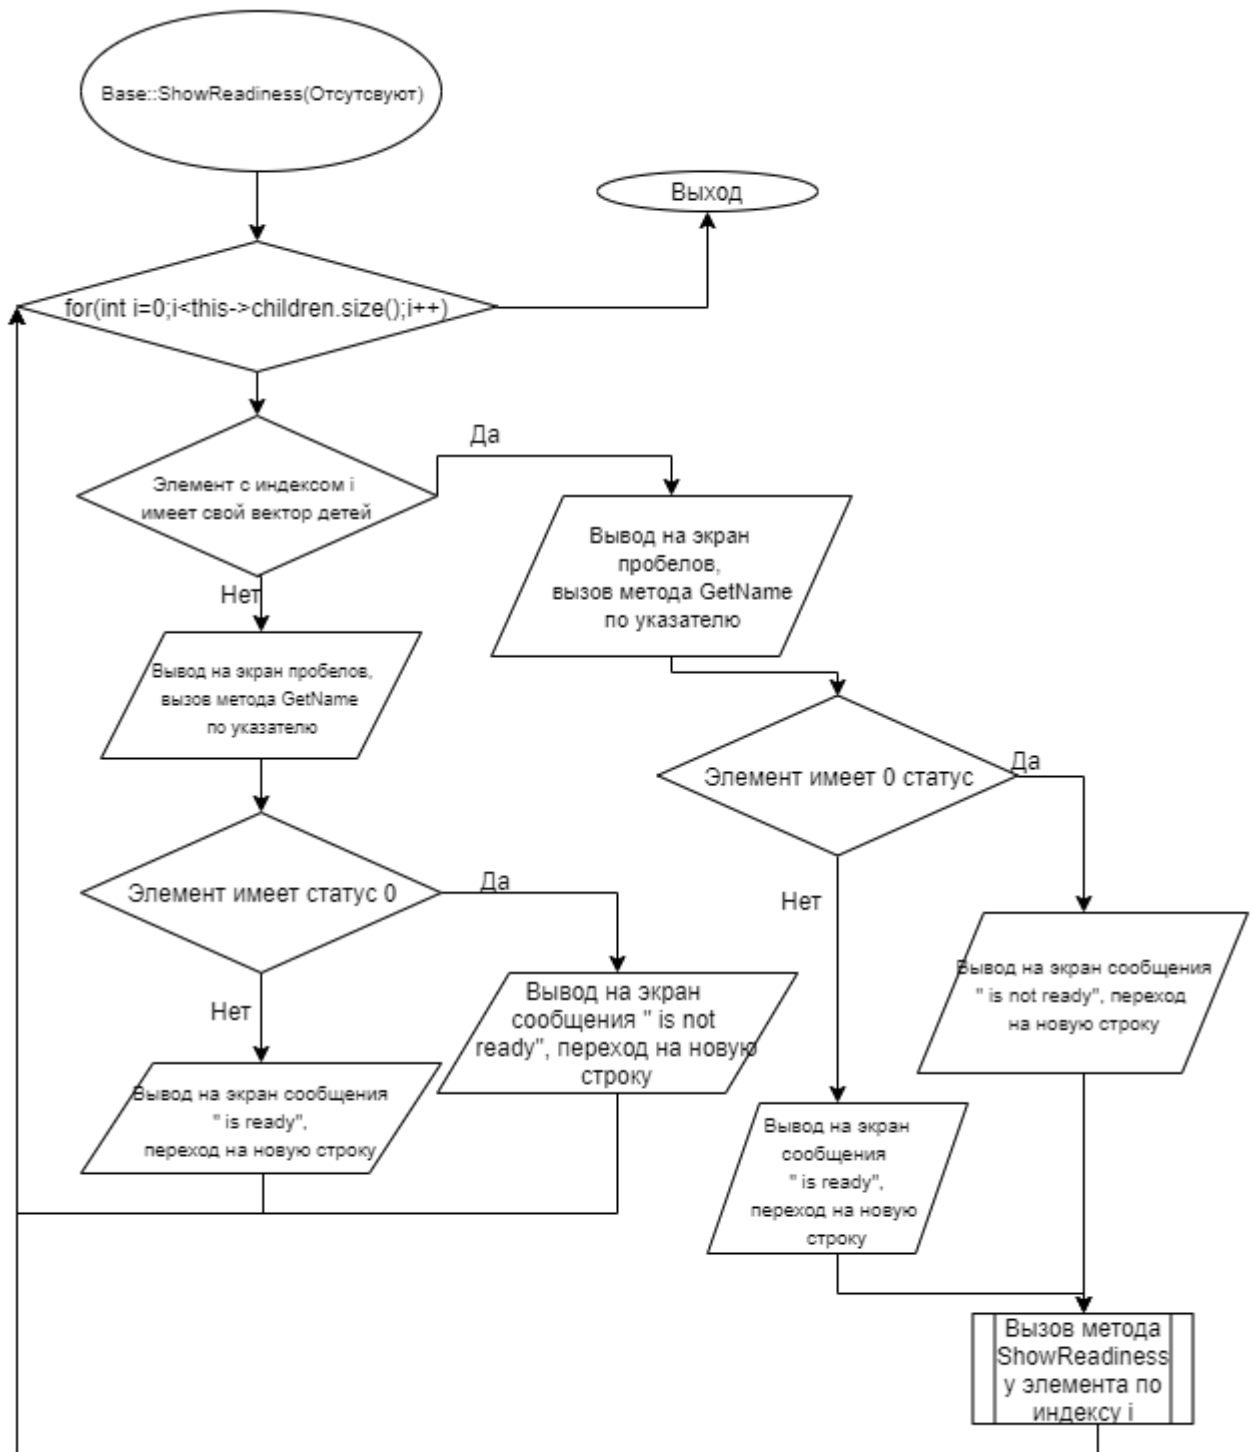 Base::ShowReadiness(Отсутсвуют)
Выход
for(int i=0;i<this->children.size();i++)
Да
Элемент с индексом i
имеет свой вектор детей
Вывод на экран
пробелов,
вызов метода GetName
по указателю
Нет
Вывод на экран пробелов,
вызов метода GetName
по указателю
Да
Элемент имеет 0 статус
Да
Элемент имеет статус 0
Нет
Вывод на экран сообщения
" is not ready", переход
на новую строку
Нет
Вывод на экран
сообщения " is not
ready", переход на новую
строку
Вывод на экран сообщения
" is ready",
переход на новую строку
Вывод на экран
сообщения
" is ready",
переход на новую
строку
Вызов метода
ShowReadiness
у элемента по
индексу i